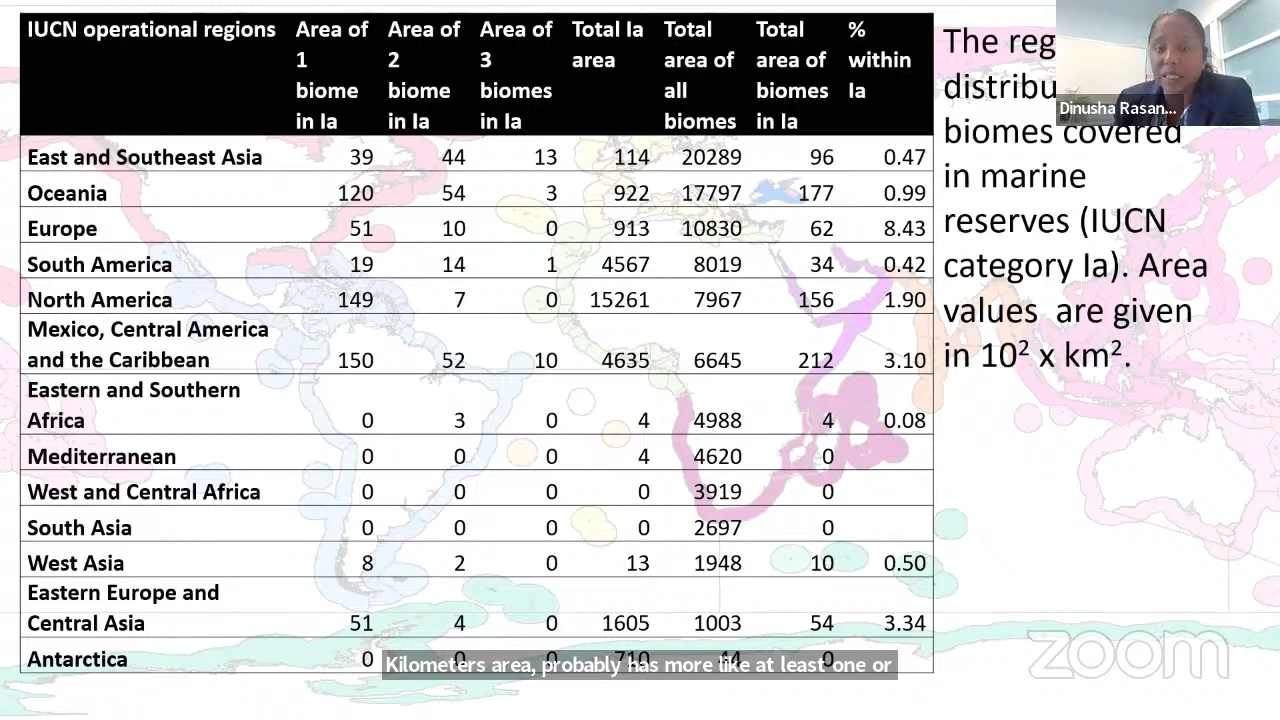 IUCN operational regions Area of 1 biome in Ia Area of 2 biome in Ia Area of 3 biomes in Ia Total Ia area Total area of all biomes Total area of biomes in Ia % within Ia
East and Southeast Asia 39 44 13 114 20289 96 0.47
Oceania 120 54 3 922 17797 177 0.99
Europe 51 10 0 913 10830 62 8.43
South America 19 14 1 4567 8019 34 0.42
North America 149 7 0 15261 7967 156 1.90
Mexico, Central America
and the Caribbean 150 52 10 4635 6645 212 3.10
Eastern and Southern
Africa 0 3 0 4 4988 4 0.08
Mediterranean 0 0 0 4 4620 0
West and Central Africa 0 0 0 0 3919 0
South Asia 0 0 0 0 2697 0
West Asia 8 2 0 13 1948 10 0.50
Eastern Europe and
Central Asia 51 4 0 1605 1003 54 3.34
Antarctica 0
The reg
distribu
biomes covered
in marine
reserves (IUCN
category Ia). Area
values are given
in 10² x km².
Dinusha Rasan...
Kilometers area, probably has more like at least one or
zoom